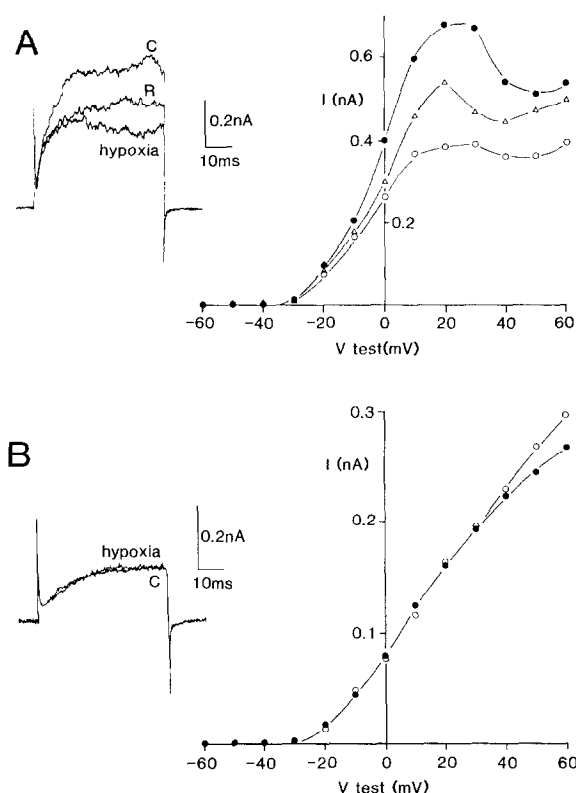 A
C
R
hypoxia
0.2nA
10ms
I (nA)
0.6
0.4
0.2
-60 -40 -20 0 20 40 60
V test(mV)
B
hypoxia
C
0.2nA
10ms
I (nA)
0.3
0.2
0.1
-60 -40 -20 0 20 40 60
V test (mV)